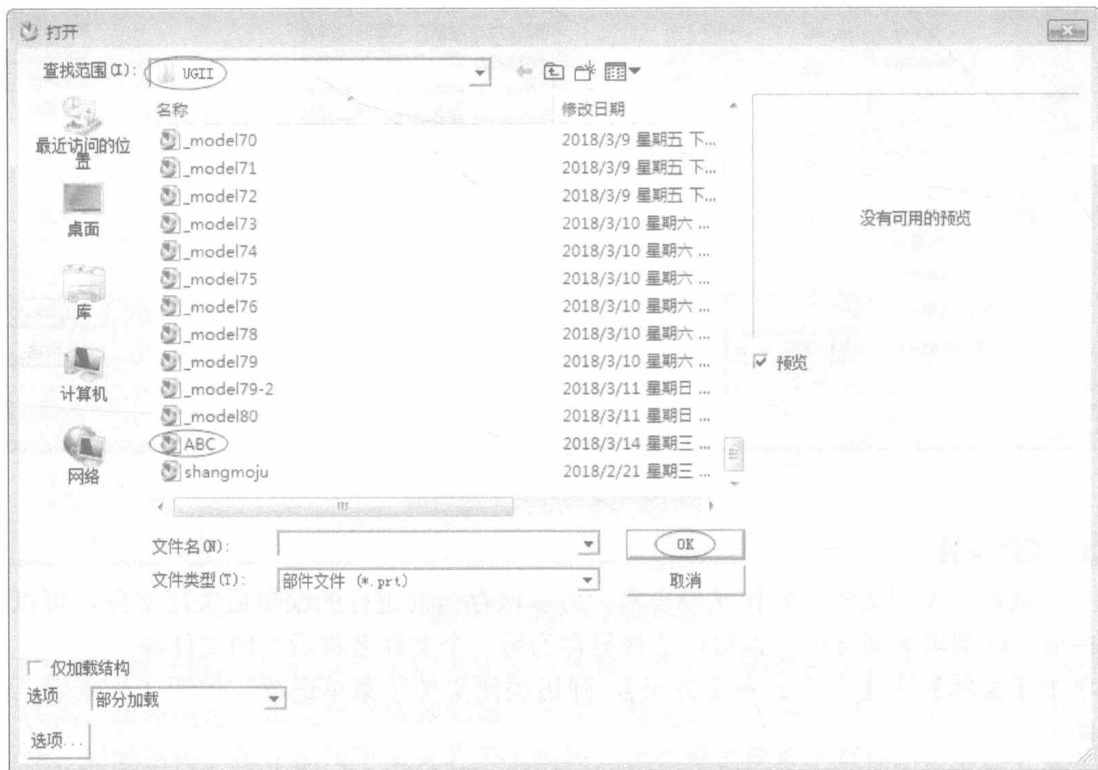 打开
查找范围(I): UGII
名称 修改日期
_model70 2018/3/9 星期五 下...
_model71 2018/3/9 星期五 下...
_model72 2018/3/9 星期五 下...
_model73 2018/3/10 星期六 ...
_model74 2018/3/10 星期六 ...
_model75 2018/3/10 星期六 ...
_model76 2018/3/10 星期六 ...
_model78 2018/3/10 星期六 ...
_model79 2018/3/10 星期六 ...
_model79-2 2018/3/11 星期日 ...
_model80 2018/3/11 星期日 ...
ABC 2018/3/14 星期三 ...
shangmoju 2018/2/21 星期三 ...
最近访问的位
置
桌面
库
计算机
网络
没有可用的预览
预览
文件名(N):
OK
文件类型(T): 部件文件 (*.prt)
取消
仅加载结构
选项 部分加载
选项...